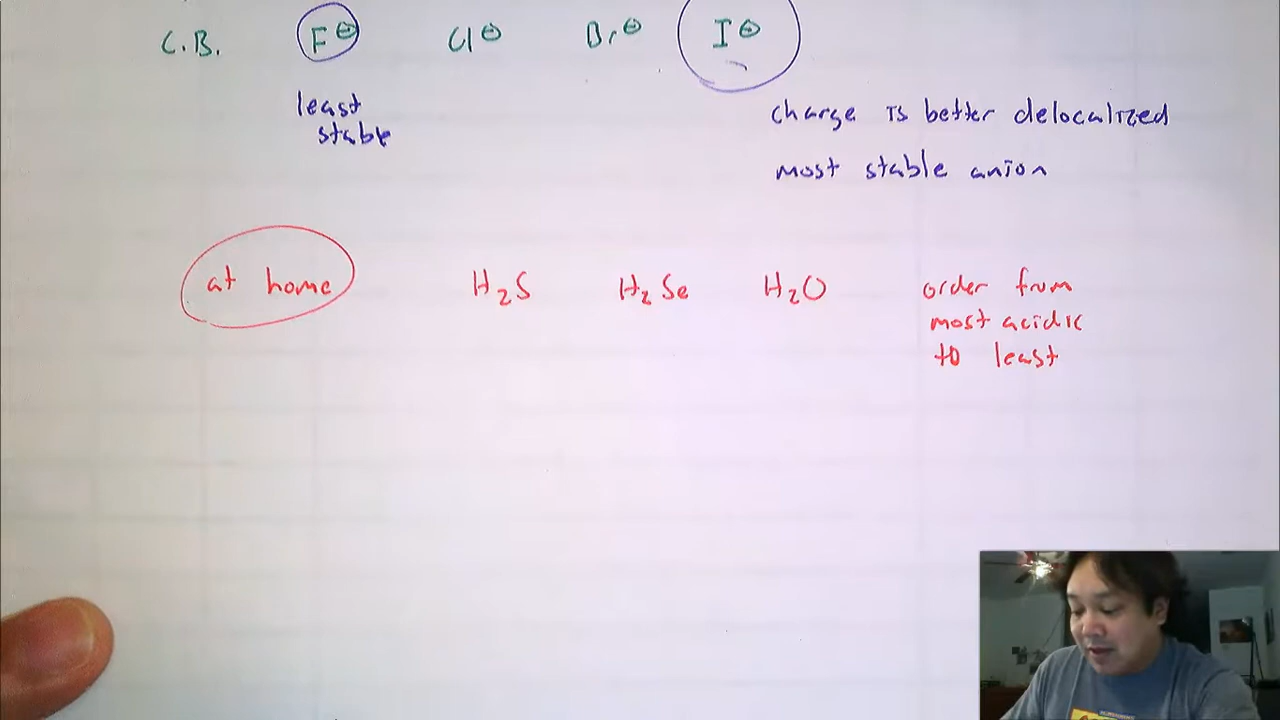 C.B. F⊖ Cl⊖ Br⊖ I⊖
least
stable
charge is better delocalized
most stable anion
at home H₂S H₂Se H₂O order from
most acidic
to least